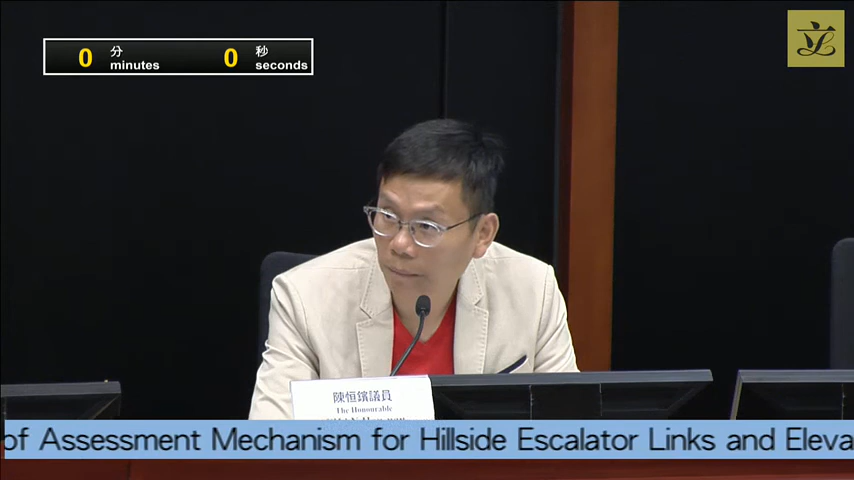 0 分 minutes 0 秒 seconds
立
陳恒鑌議員
The Honourable
of Assessment Mechanism for Hillside Escalator Links and Eleva